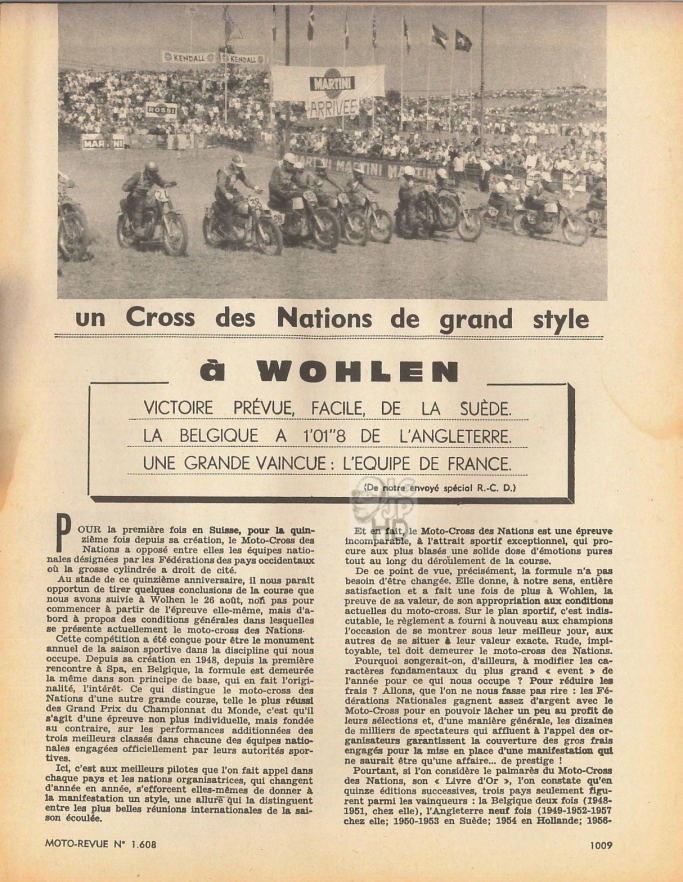 KENDALL KENDALL
MARTINI
ARRIVEE
ROSSI
MARTINI
MARTINI MARTINI MARTINI
un Cross des Nations de grand style
à WOHLEN
VICTOIRE PRÉVUE, FACILE, DE LA SUÈDE.
LA BELGIQUE A 1'01"8 DE L'ANGLETERRE.
UNE GRANDE VAINCUE : L'EQUIPE DE FRANCE.
(De notre envoyé spécial R.-C. D.)
POUR la première fois en Suisse, pour la quin-
zième fois depuis sa création, le Moto-Cross des
Nations a opposé entre elles les équipes natio-
nales désignées par les Fédérations des pays occidentaux
où la grosse cylindre a droit de cité.
Au stade de ce quinzième anniversaire, il nous paraît
opportun de tirer quelques conclusions de la course que
nous avons suivie à Wolhen le 26 août, non pas pour
commencer à partir de l'épreuve elle-même, mais d'a-
bord à propos des conditions générales dans lesquelles
se présente actuellement le moto-cross des Nations.
Cette compétition a été conçue pour être le monument
annuel de la saison sportive dans la discipline qui nous
occupe. Depuis sa création en 1948, depuis la première
rencontre à Spa, en Belgique, la formule est demeurée
la même dans son principe de base, qui en fait l'origi-
nalité, l'intérêt. Ce qui distingue le moto-cross des
Nations d'une autre grande course, telle le plus réussi
des Grand Prix du Championnat du Monde, c'est qu'il
s'agit d'une épreuve non plus individuelle, mais fondée
au contraire, sur les performances additionnées des
trois meilleurs classés dans chacune des équipes natio-
nales engagées officiellement par leurs autorités spor-
tives.
Ici, c'est aux meilleurs pilotes que l'on fait appel dans
chaque pays et les nations organisatrices, qui changent
d'année en année, s'efforcent elles-mêmes de donner à
la manifestation un style, une allure qui la distinguent
entre les plus belles réunions internationales de la sai-
son écoulée.
Et en fait, le Moto-Cross des Nations est une épreuve
incomparable, à l'attrait sportif exceptionnel, qui pro-
cure aux plus blasés une solide dose d'émotions pures
tout au long du déroulement de la course.
De ce point de vue, précisément, la formule n'a pas
besoin d'être changée. Elle donne, à notre sens, entière
satisfaction et a fait une fois de plus à Wohlen, la
preuve de sa valeur, de son appropriation aux conditions
actuelles du moto-cross. Sur le plan sportif, c'est indis-
cutable, le règlement a fourni à nouveau aux champions
l'occasion de se montrer sous leur meilleur jour, aux
autres de se situer à leur valeur exacte. Rude, impi-
toyable, tel doit demeurer le moto-cross des Nations.
Pourquoi songerait-on, d'ailleurs, à modifier les ca-
ractères fondamentaux du plus grand « event » de
l'année pour ce qui nous occupe ? Pour réduire les
frais ? Allons, que l'on ne nous fasse pas rire : les Fé-
dérations Nationales gagnent assez d'argent avec le
Moto-Cross pour en pouvoir lâcher un peu au profit de
leurs sélections et, d'une manière générale, les dizaines
de milliers de spectateurs qui affluent à l'appel des or-
ganisateurs garantissent la couverture des gros frais
engagés pour la mise en place d'une manifestation qui
ne saurait être qu'une affaire... de prestige !
Pourtant, si l'on considère le palmarès du Moto-Cross
des Nations, son « Livre d'Or », l'on constate qu'en
quinze éditions successives, trois pays seulement figu-
rent parmi les vainqueurs : la Belgique deux fois (1948-
1951, chez elle), l'Angleterre neuf fois (1949-1952-1957
chez elle; 1950-1953 en Suède; 1954 en Hollande; 1956-
MOTO-REVUE N° 1.608
1009